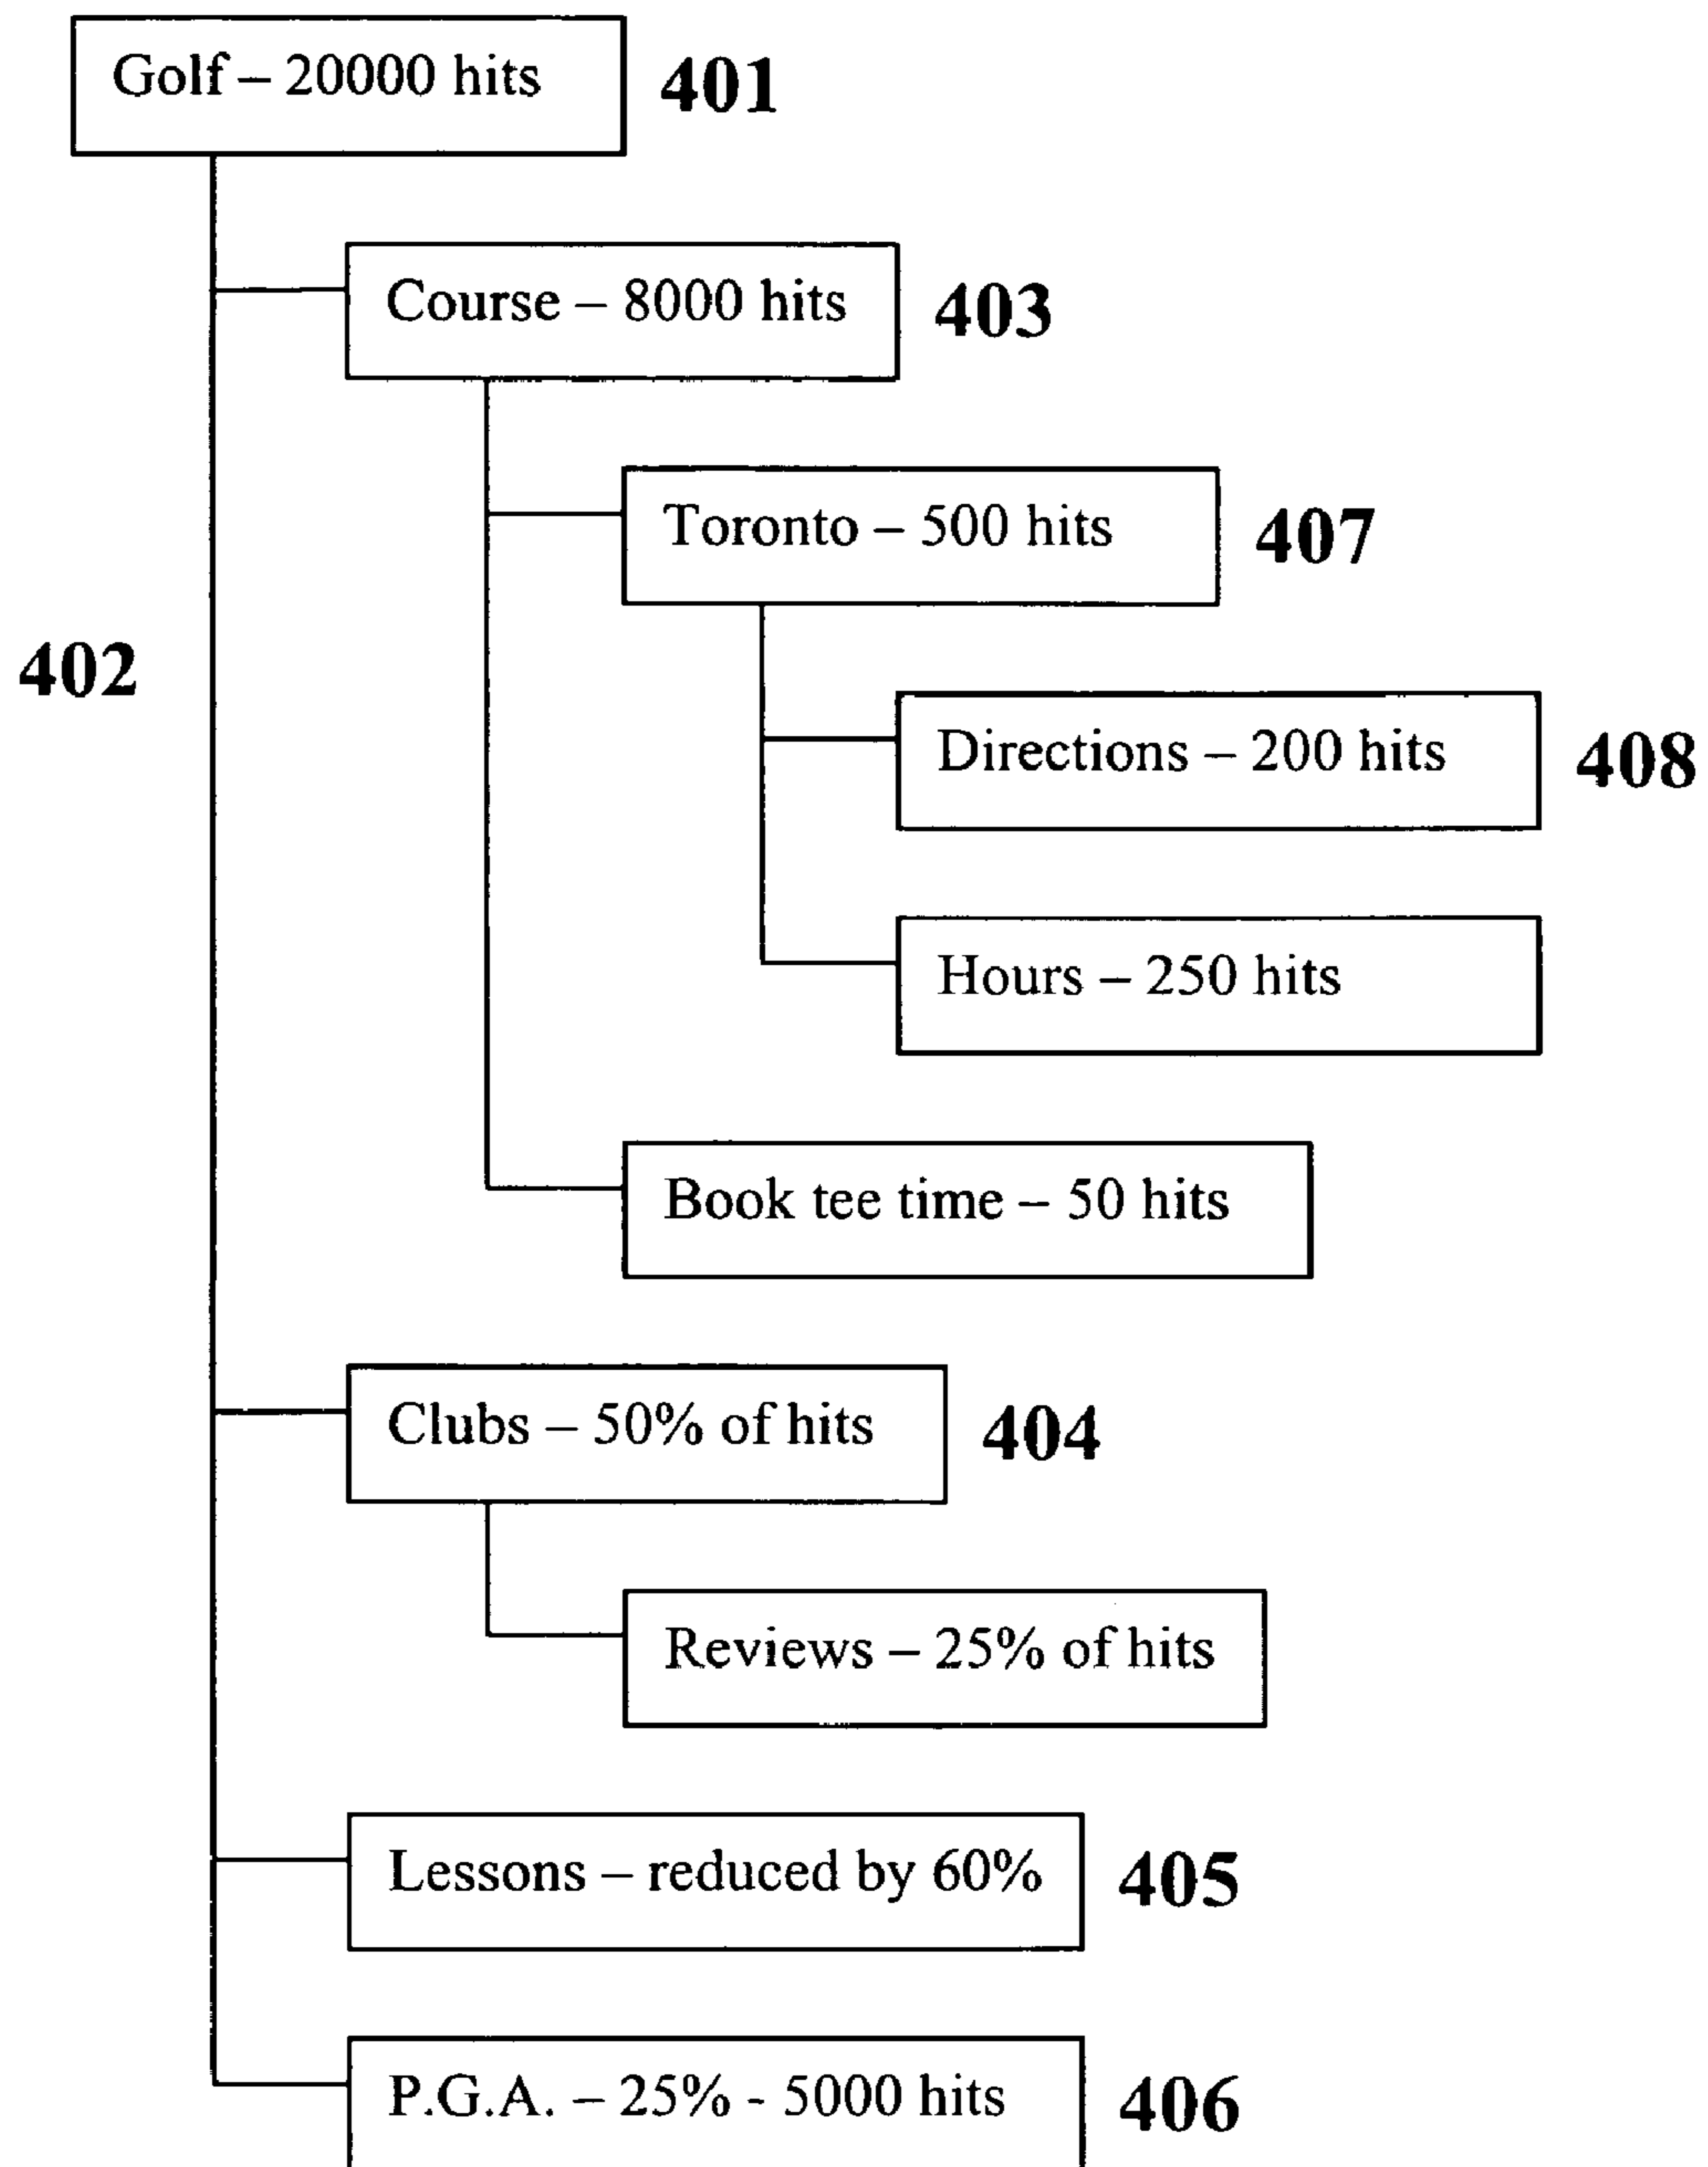 Golf – 20000 hits 401
Course – 8000 hits 403
Toronto – 500 hits 407
402
Directions – 200 hits 408
Hours – 250 hits
Book tee time – 50 hits
Clubs – 50% of hits 404
Reviews – 25% of hits
Lessons – reduced by 60% 405
P.G.A. – 25% - 5000 hits 406